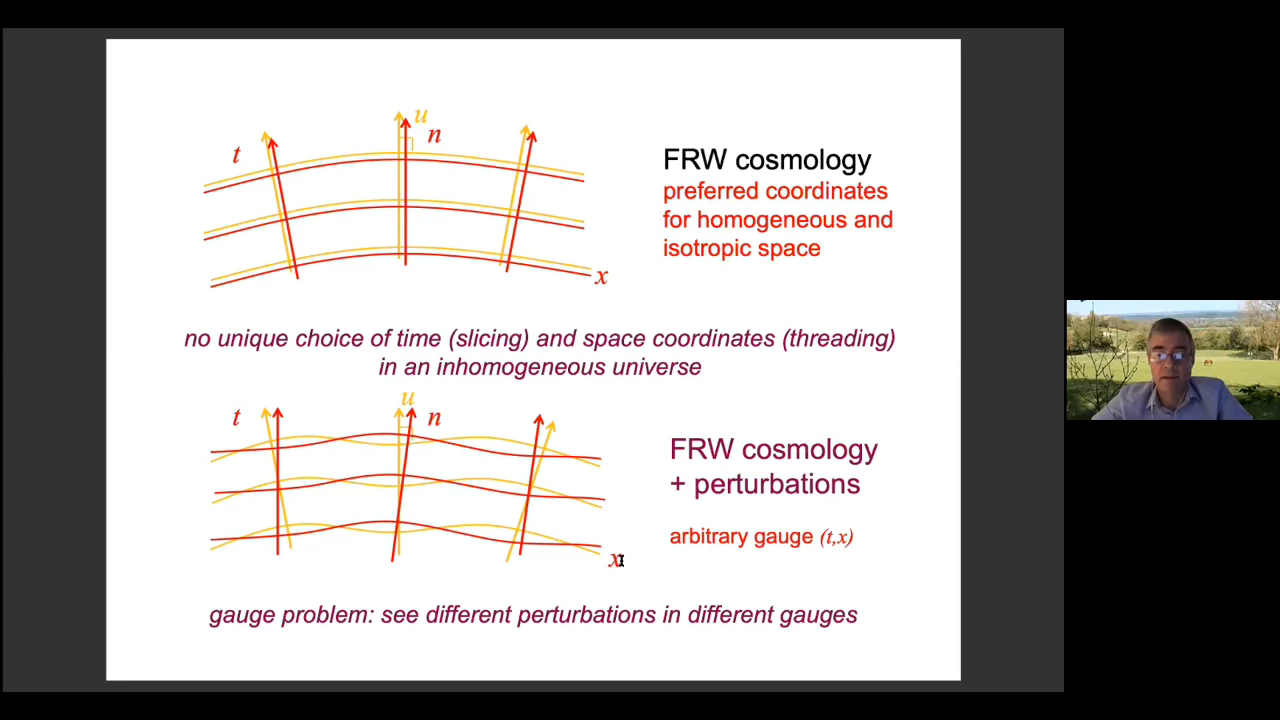 u
n
t
FRW cosmology
preferred coordinates
for homogeneous and
isotropic space
x
no unique choice of time (slicing) and space coordinates (threading)
in an inhomogeneous universe
u
t
n
FRW cosmology
+ perturbations
arbitrary gauge (t,x)
x
gauge problem: see different perturbations in different gauges